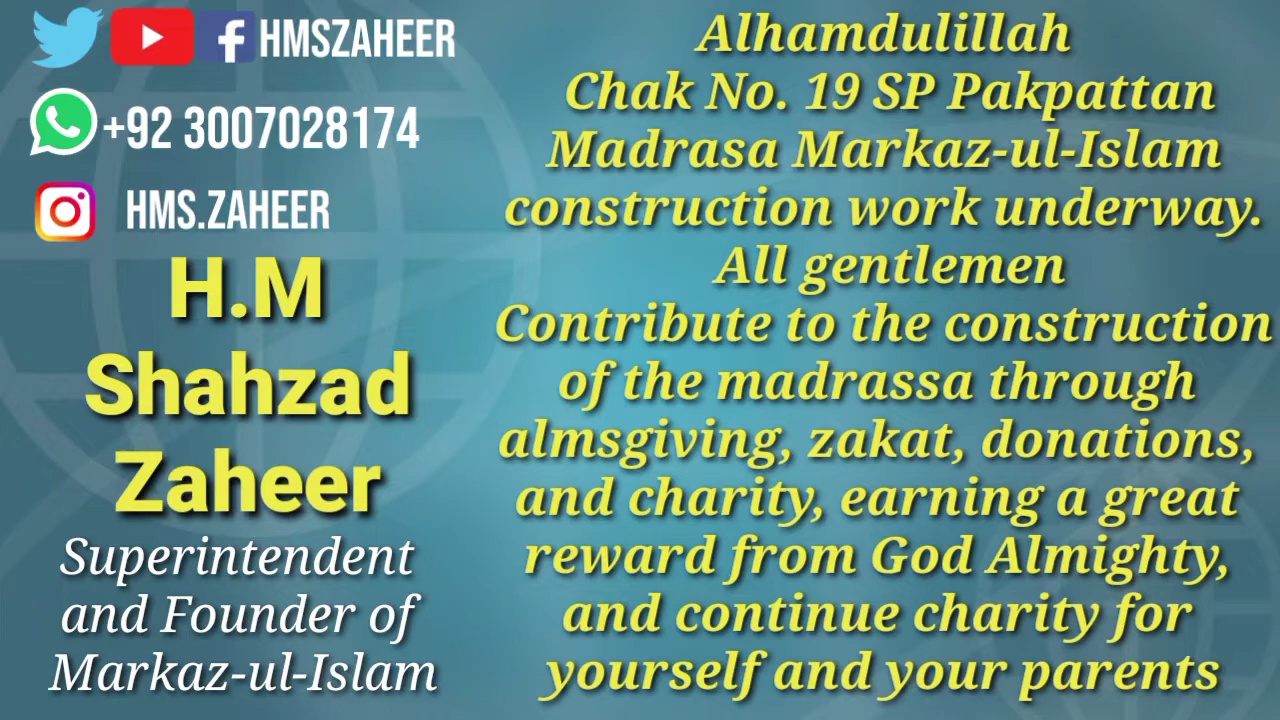 HMSZAHEER
+92 3007028174
HMS.ZAHEER
H.M
Shahzad
Zaheer
Superintendent
and Founder of
Markaz-ul-Islam
Alhamdulillah
Chak No. 19 SP Pakpattan
Madrasa Markaz-ul-Islam
construction work underway.
All gentlemen
Contribute to the construction
of the madrassa through
almsgiving, zakat, donations,
and charity, earning a great
reward from God Almighty,
and continue charity for
yourself and your parents